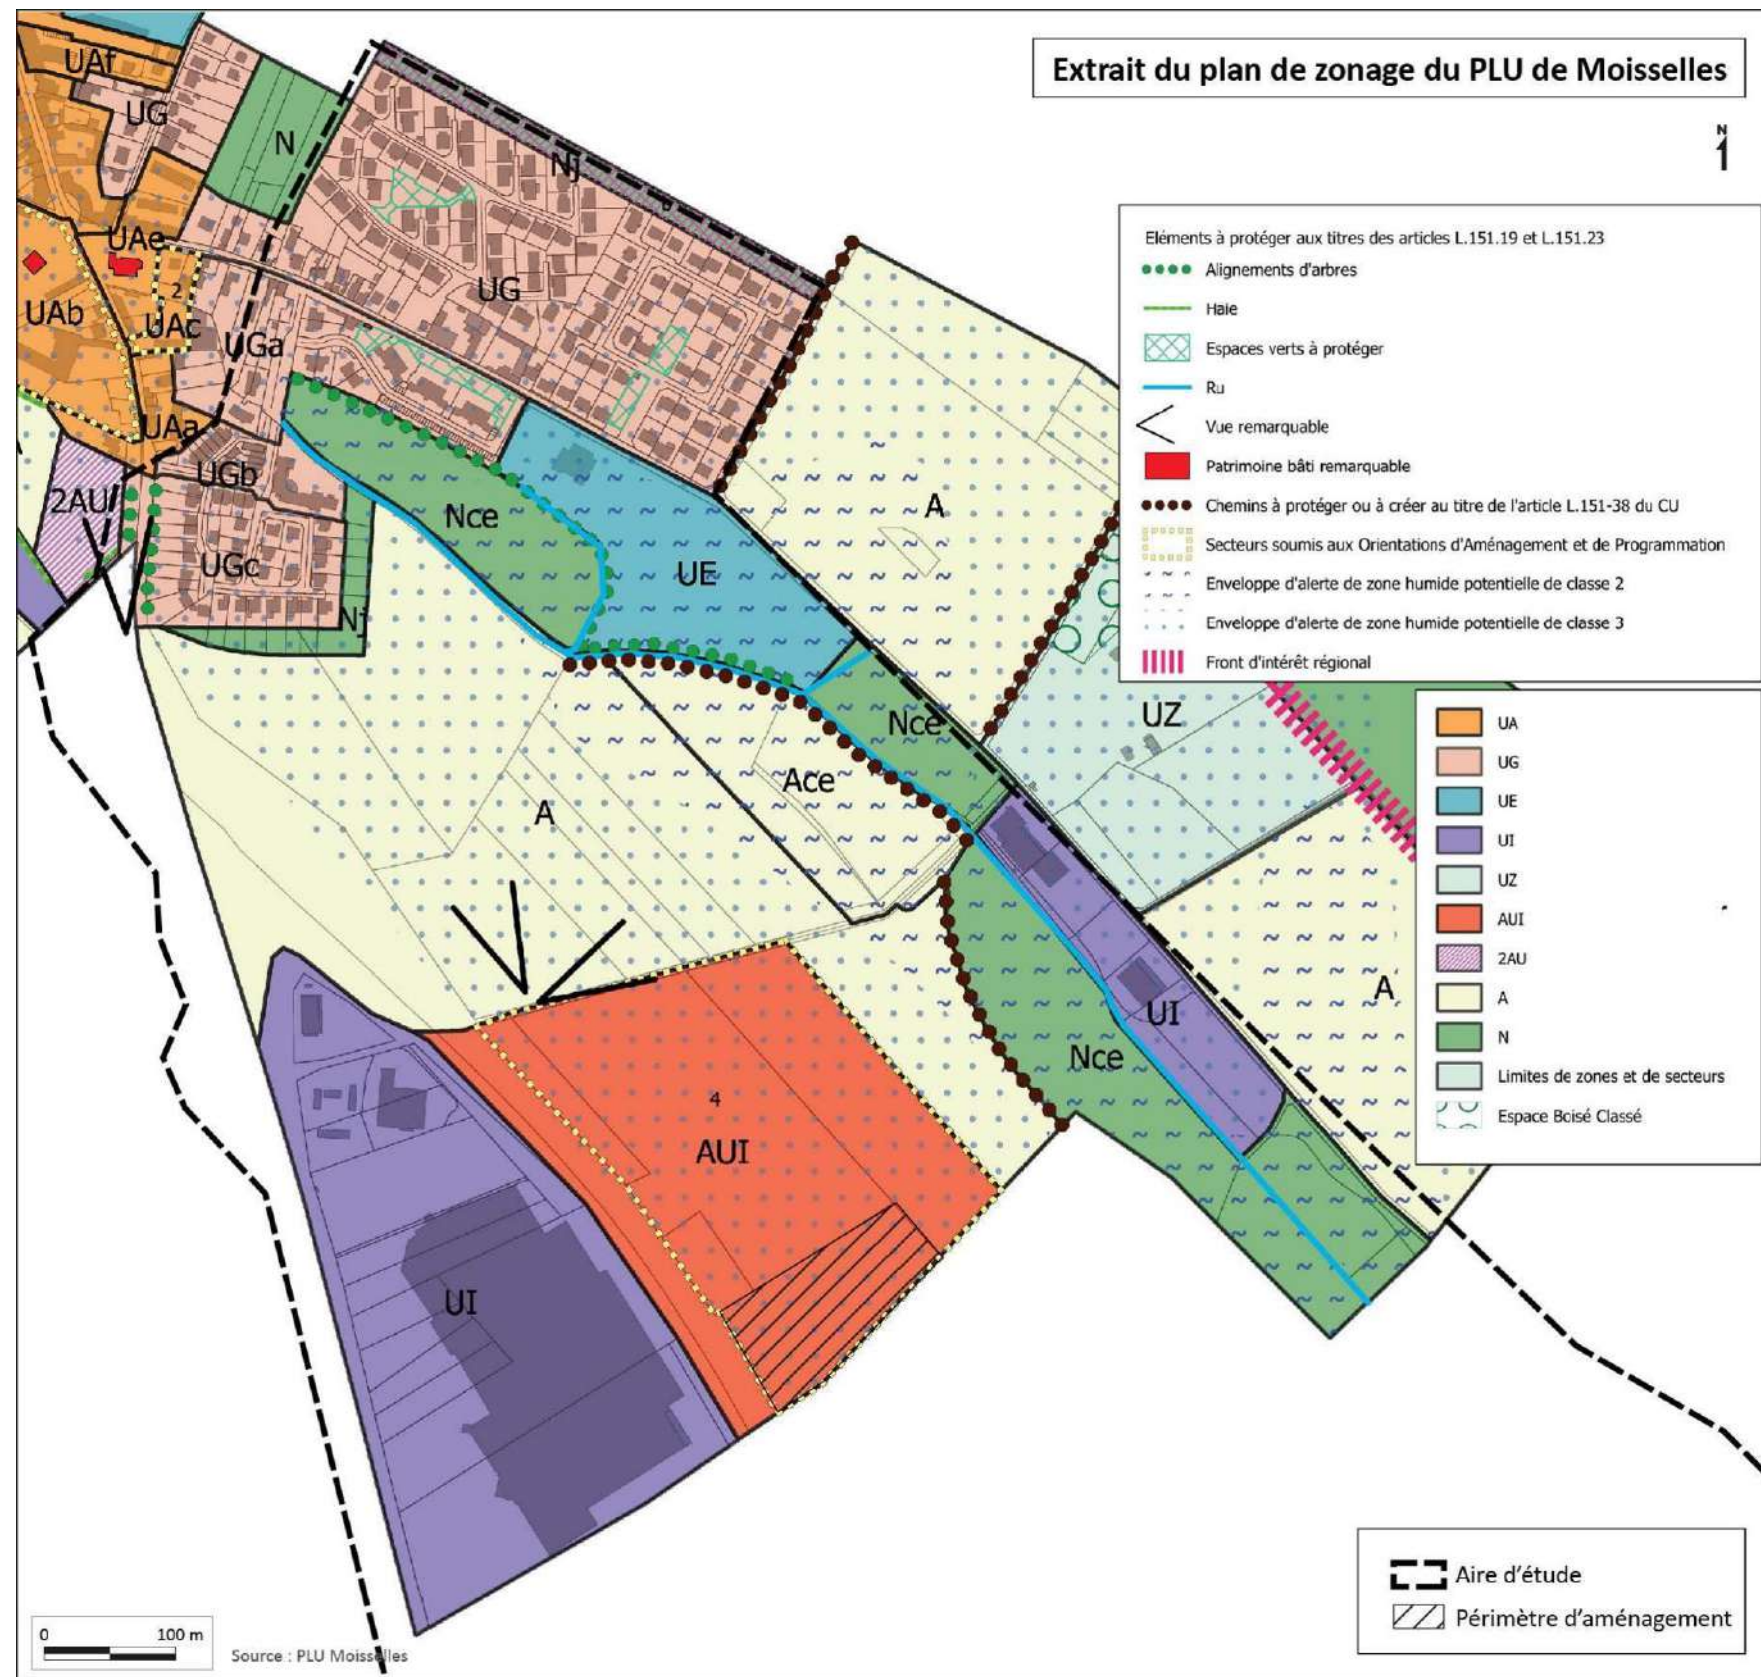 Extrait du plan de zonage du PLU de Moisselles
N
Eléments à protéger aux titres des articles L.151.19 et L.151.23
Alignements d'arbres
Haie
Espaces verts à protéger
Ru
Vue remarquable
Patrimoine bâti remarquable
Chemins à protéger ou à créer au titre de l'article L.151-38 du CU
Secteurs soumis aux Orientations d'Aménagement et de Programmation
Enveloppe d'alerte de zone humide potentielle de classe 2
Enveloppe d'alerte de zone humide potentielle de classe 3
Front d'intérêt régional
UA
UG
UE
UI
UZ
AUI
2AU
A
N
Limites de zones et de secteurs
Espace Boisé Classé
UAf
UG
N
Nj
UAe
2
UAb
UAc
UGa
UG
UAa
UGb
2AU
UGc
Nj
Nce
UE
A
Nce
UZ
Ace
A
A
UI
Nce
4
AUI
UI
Aire d'étude
Périmètre d'aménagement
0 100 m
Source : PLU Moisselles